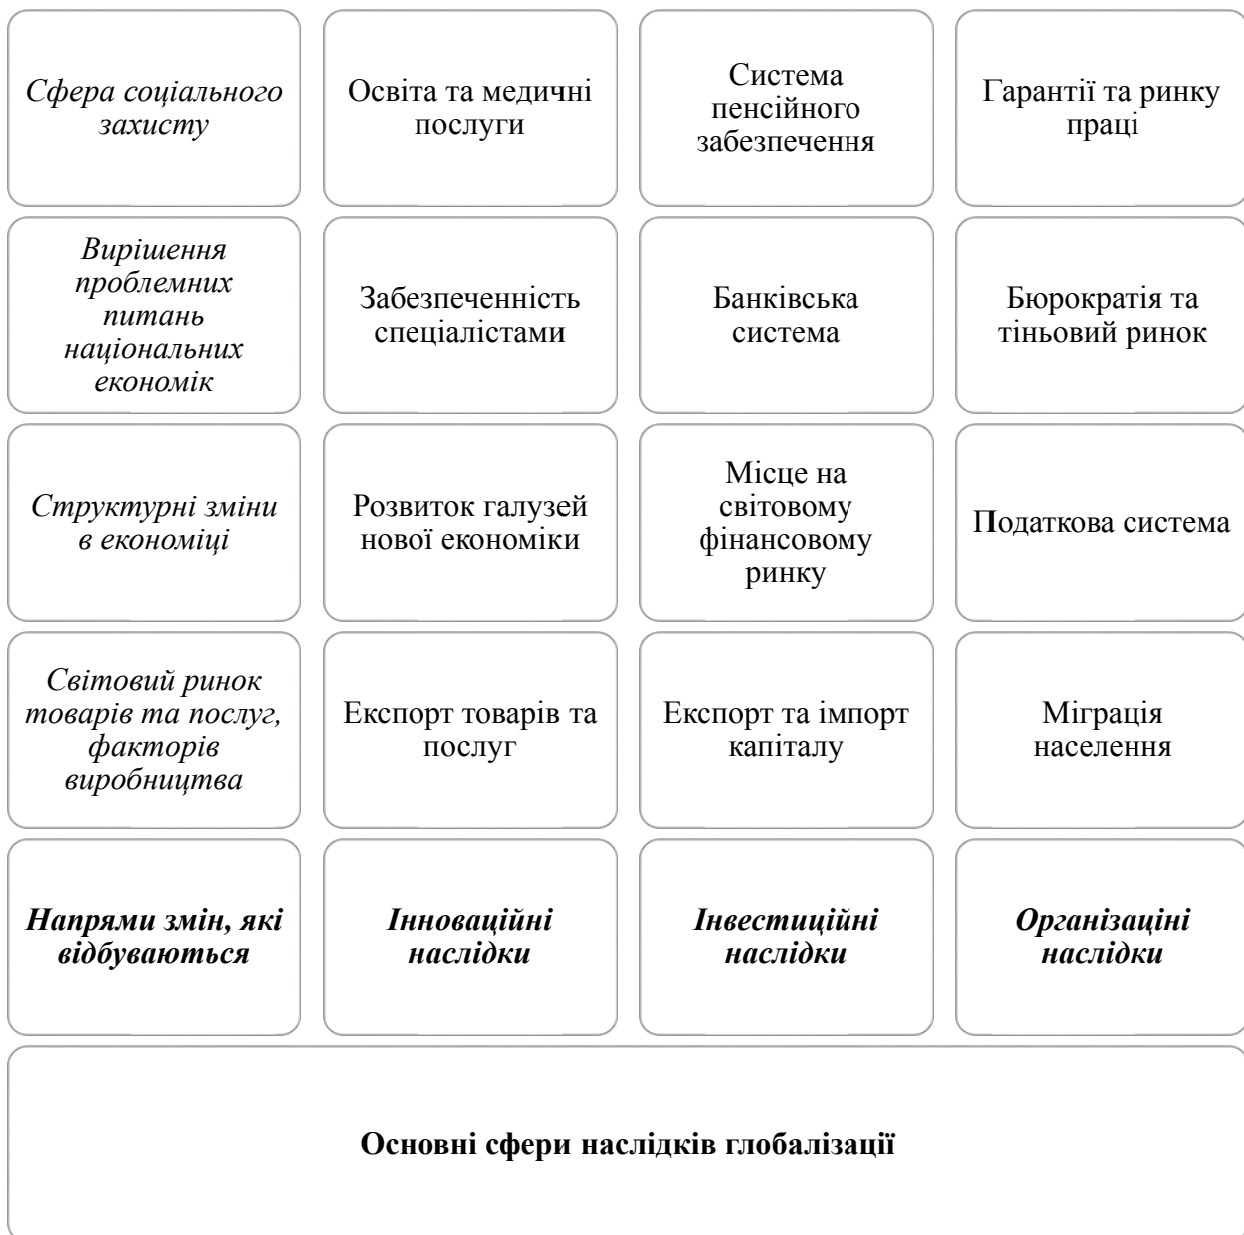 Сфера соціального
захисту
Освіта та медичні
послуги
Система
пенсійного
забезпечення
Гарантії та ринку
праці
Вирішення
проблемних
питань
національних
економік
Забезпеченність
спеціалістами
Банківська
система
Бюрократія та
тіньовий ринок
Структурні зміни
в економіці
Розвиток галузей
нової економіки
Місце на
світовому
фінансовому
ринку
Податкова система
Світовий ринок
товарів та послуг,
факторів
виробництва
Експорт товарів та
послуг
Експорт та імпорт
капіталу
Міграція
населення
Напрями змін, які
відбуваються
Інноваційні
наслідки
Інвестиційні
наслідки
Організаціні
наслідки
Основні сфери наслідків глобалізації